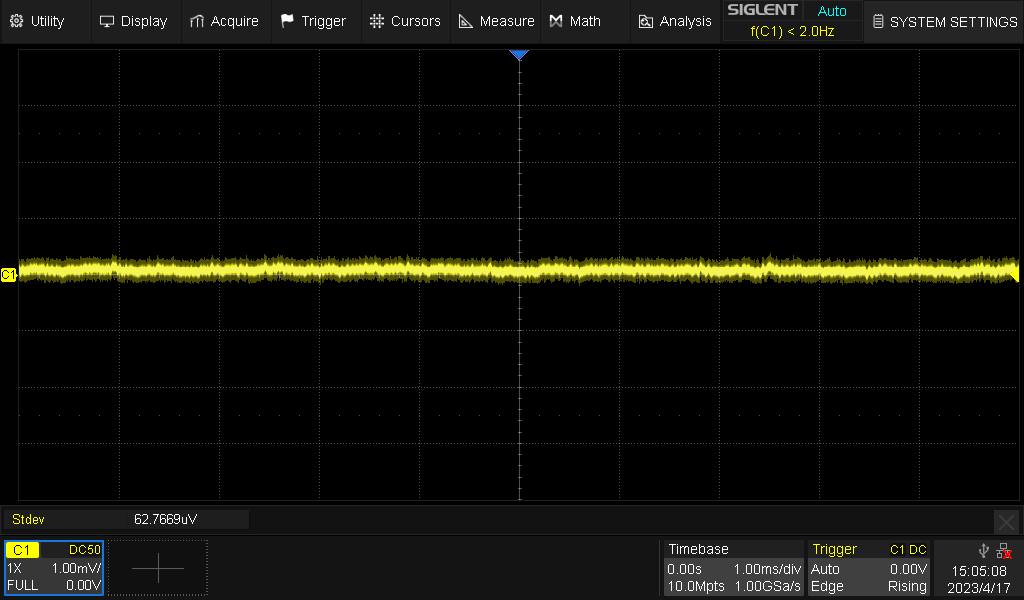 Utility Display Acquire Trigger Cursors Measure Math Analysis SIGLENT Auto SYSTEM SETTINGS
f(C1) < 2.0Hz
C1
Stdev 62.7669uV
C1 DC50
1X 1.00mV/
FULL 0.00V
Timebase
0.00s 1.00ms/div
10.0Mpts 1.00GSa/s
Trigger C1 DC
Auto 0.00V
Edge Rising
15:05:08
2023/4/17